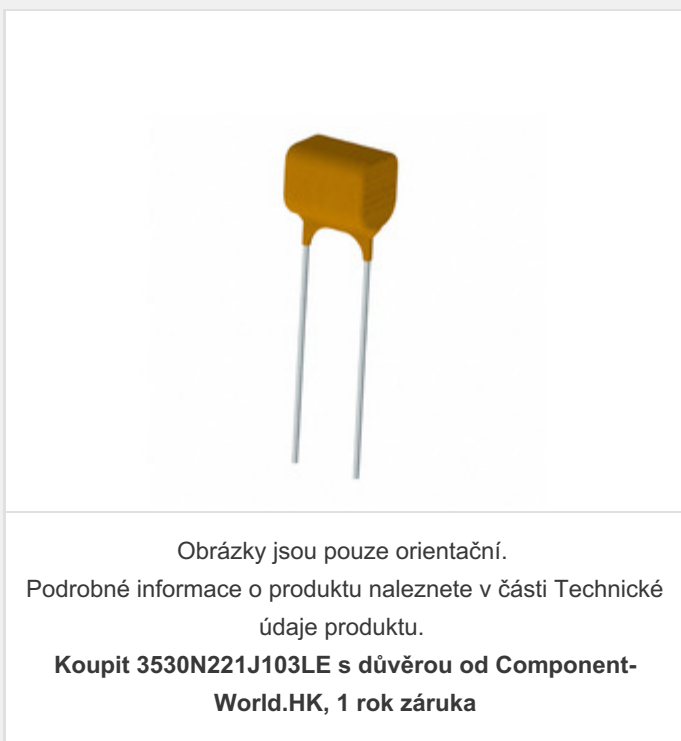 Obrázky jsou pouze orientační.
Podrobné informace o produktu naleznete v části Technické
údaje produktu.
Koupit 3530N221J103LE s důvěrou od Component-
World.HK, 1 rok záruka